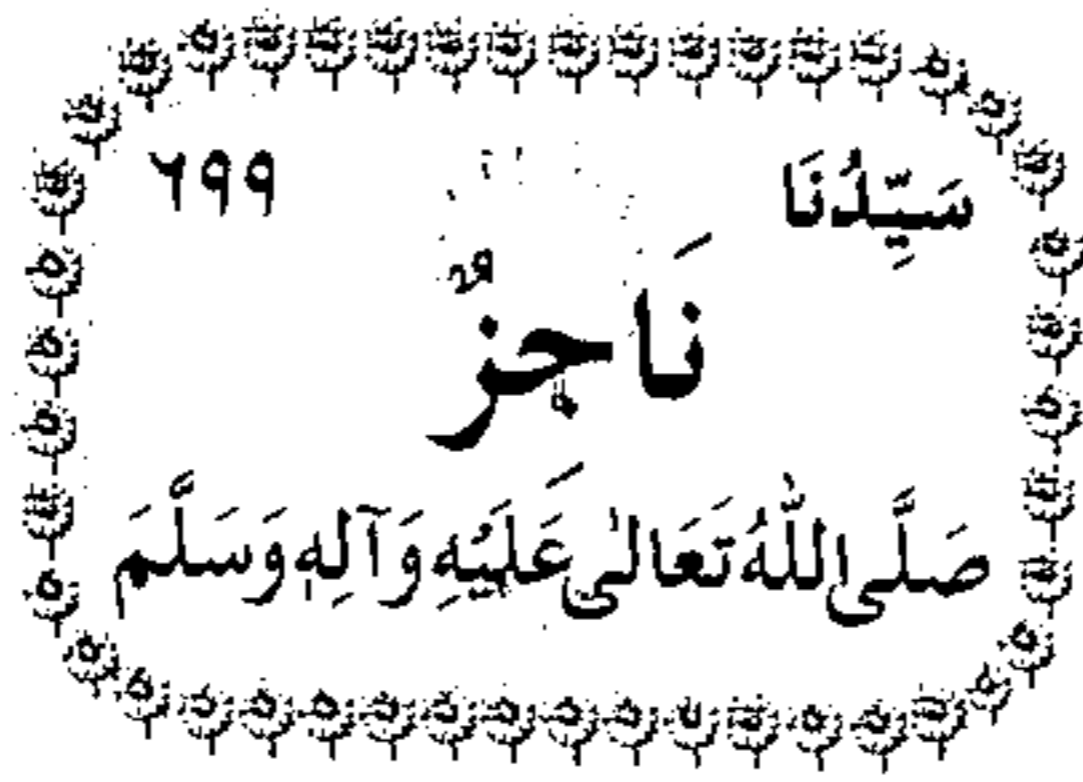 سَيِّدُنَا ٦٩٩
نَاجِزٌ
صَلَّى اللّٰهُ تَعَالٰى عَلَيْهِ وَآلِهٖ وَسَلَّمَ